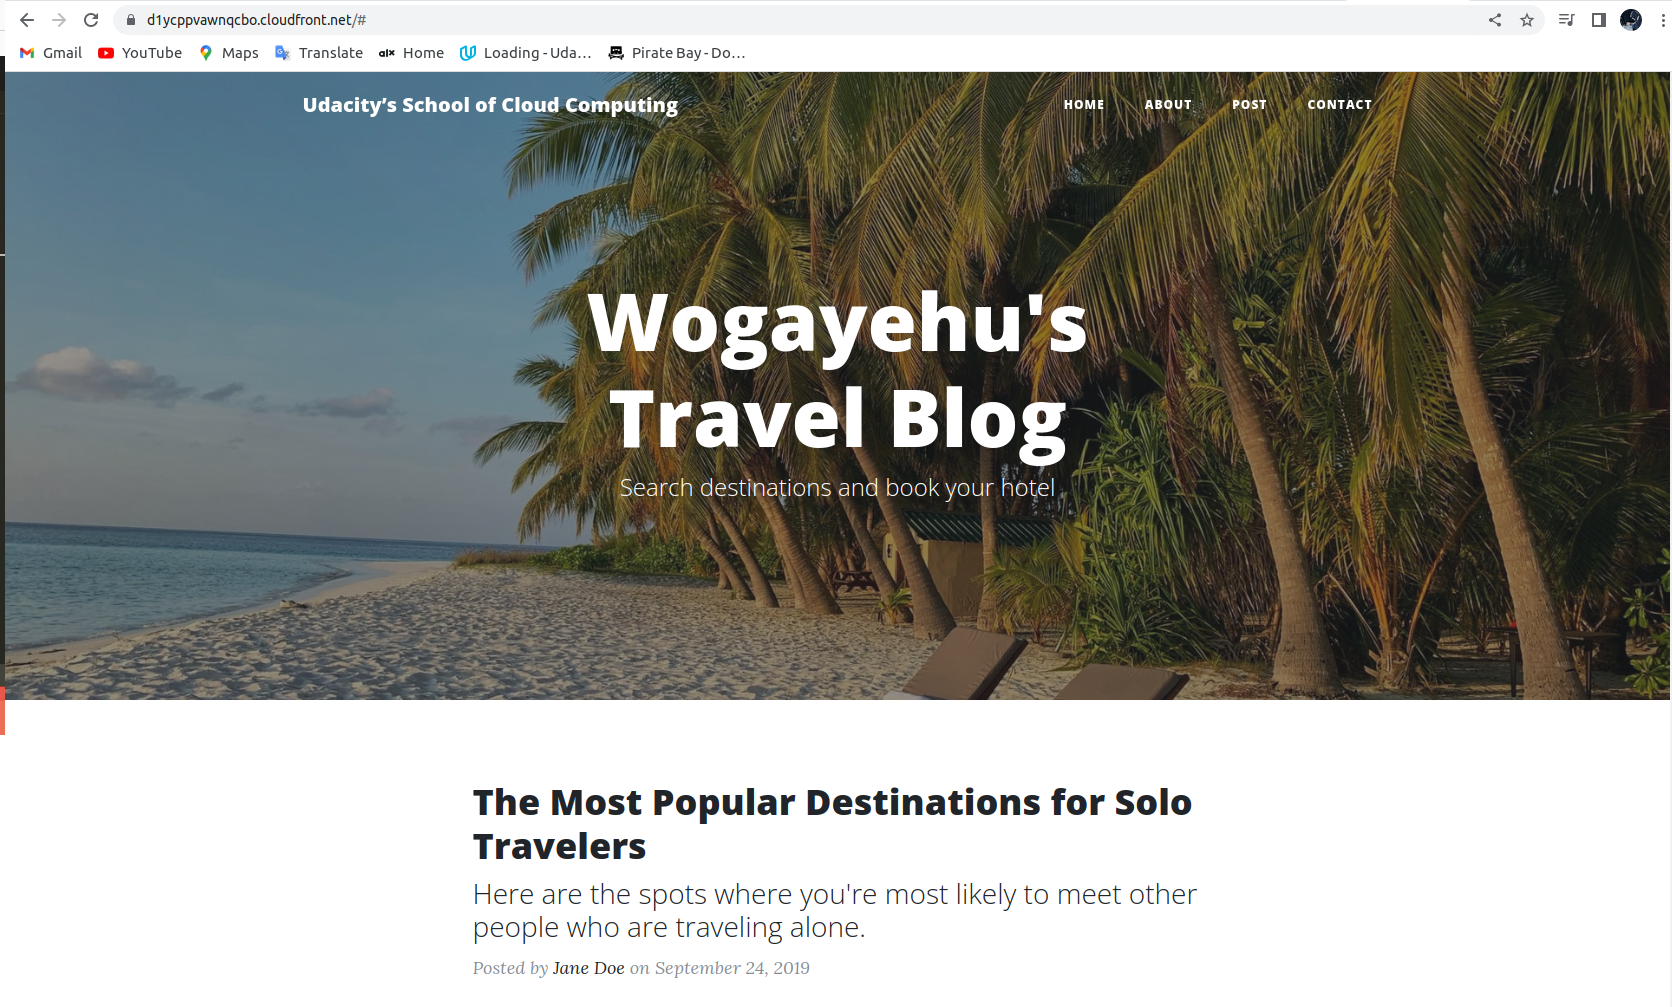 d1ycppvawnqcbo.cloudfront.net/#
Gmail YouTube Maps Translate alx Home Loading - Uda... Pirate Bay - Do...
Udacity's School of Cloud Computing HOME ABOUT POST CONTACT
Wogayehu's
Travel Blog
Search destinations and book your hotel
The Most Popular Destinations for Solo
Travelers
Here are the spots where you're most likely to meet other
people who are traveling alone.
Posted by Jane Doe on September 24, 2019